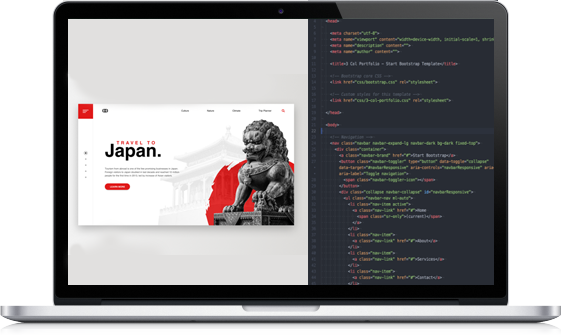 TRAVEL TO
Japan.
<head>
<meta charset="utf-8">
<meta name="viewport" content="width=device-width, initial-scale=1, shrin
<meta name="description" content="">
<meta name="author" content="">
<title>3 Col Portfolio - Start Bootstrap Template</title>
<!-- Bootstrap core CSS -->
<link href="css/bootstrap.css" rel="stylesheet">
<!-- Custom styles for this template -->
<link href="css/3-col-portfolio.css" rel="stylesheet">
</head>
<body>
<!-- Navigation -->
<nav class="navbar navbar-expand-lg navbar-dark bg-dark fixed-top">
<div class="container">
<a class="navbar-brand" href="#">Start Bootstrap</a>
<button class="navbar-toggler" type="button" data-toggle="collapse"
data-target="#navbarResponsive" aria-controls="navbarResponsive" aria
aria-label="Toggle navigation">
<span class="navbar-toggler-icon"></span>
</button>
<div class="collapse navbar-collapse" id="navbarResponsive">
<ul class="navbar-nav ml-auto">
<li class="nav-item active">
<a class="nav-link" href="#">Home
<span class="sr-only">(current)</span>
</a>
</li>
<li class="nav-item">
<a class="nav-link" href="#">About</a>
</li>
<li class="nav-item">
<a class="nav-link" href="#">Services</a>
</li>
<li class="nav-item">
<a class="nav-link" href="#">Contact</a>
</li>